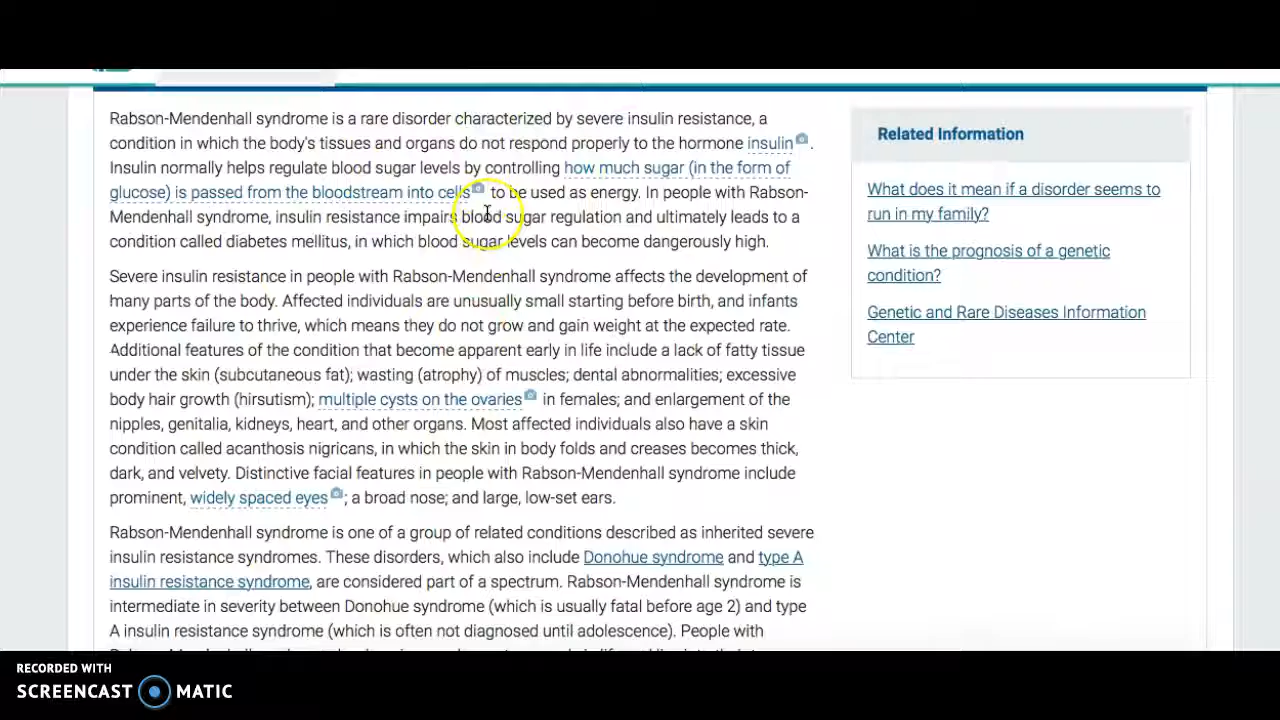 Rabson-Mendenhall syndrome is a rare disorder characterized by severe insulin resistance, a
condition in which the body's tissues and organs do not respond properly to the hormone insulin.
Insulin normally helps regulate blood sugar levels by controlling how much sugar (in the form of
glucose) is passed from the bloodstream into cells to be used as energy. In people with Rabson-
Mendenhall syndrome, insulin resistance impairs blood sugar regulation and ultimately leads to a
condition called diabetes mellitus, in which blood sugar levels can become dangerously high.
Severe insulin resistance in people with Rabson-Mendenhall syndrome affects the development of
many parts of the body. Affected individuals are unusually small starting before birth, and infants
experience failure to thrive, which means they do not grow and gain weight at the expected rate.
Additional features of the condition that become apparent early in life include a lack of fatty tissue
under the skin (subcutaneous fat); wasting (atrophy) of muscles; dental abnormalities; excessive
body hair growth (hirsutism); multiple cysts on the ovaries in females; and enlargement of the
nipples, genitalia, kidneys, heart, and other organs. Most affected individuals also have a skin
condition called acanthosis nigricans, in which the skin in body folds and creases becomes thick,
dark, and velvety. Distinctive facial features in people with Rabson-Mendenhall syndrome include
prominent, widely spaced eyes; a broad nose; and large, low-set ears.
Rabson-Mendenhall syndrome is one of a group of related conditions described as inherited severe
insulin resistance syndromes. These disorders, which also include Donohue syndrome and type A
insulin resistance syndrome, are considered part of a spectrum. Rabson-Mendenhall syndrome is
intermediate in severity between Donohue syndrome (which is usually fatal before age 2) and type
A insulin resistance syndrome (which is often not diagnosed until adolescence). People with
Related Information
What does it mean if a disorder seems to
run in my family?
What is the prognosis of a genetic
condition?
Genetic and Rare Diseases Information
Center
RECORDED WITH
SCREENCAST MATIC